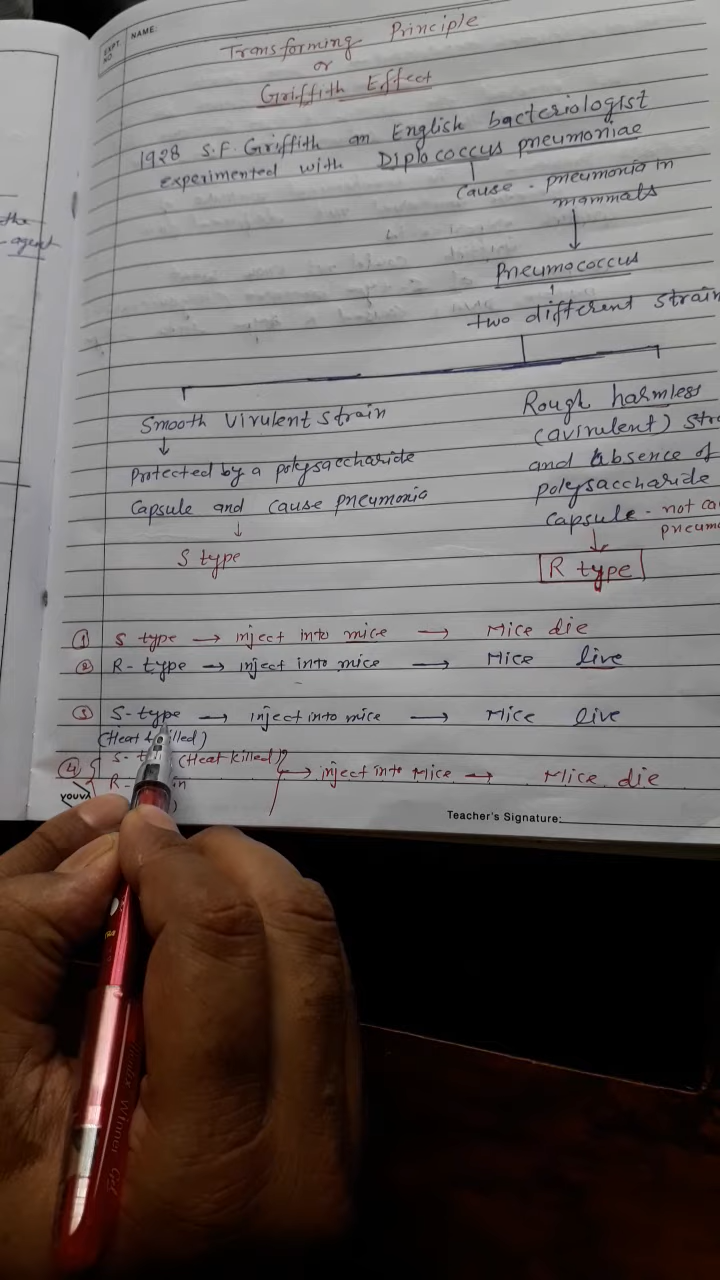 the
agent
EXPT. NO.
NAME:
Transforming Principle
or
Griffith Effect
1928 S.F. Griffith an English bacteriologist
experimented with Diplococcus pneumoniae
Cause - pneumonia in
mammals
Pneumococcus
two different strain
Smooth Virulent strain
Protected by a polysaccharide
Capsule and cause pneumonia
S type
Rough harmless
(avirulent)
and Absence of
polysaccharide
Capsule - not
R type
① S type → inject into mice → Mice die
② R-type → inject into mice → Mice live
③ S-type → inject into mice → Mice live
(Heat killed)
④ S- (Heat killed) → inject into Mice → Mice die
R-
Teacher's Signature: